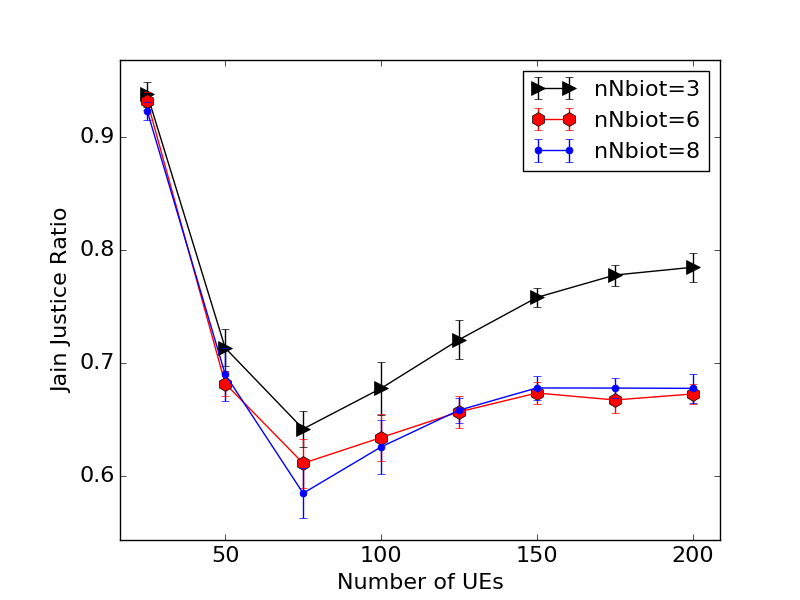 nNbiot=3
nNbiot=6
nNbiot=8
0.9
0.8
0.7
0.6
Jain Justice Ratio
50 100 150 200
Number of UEs